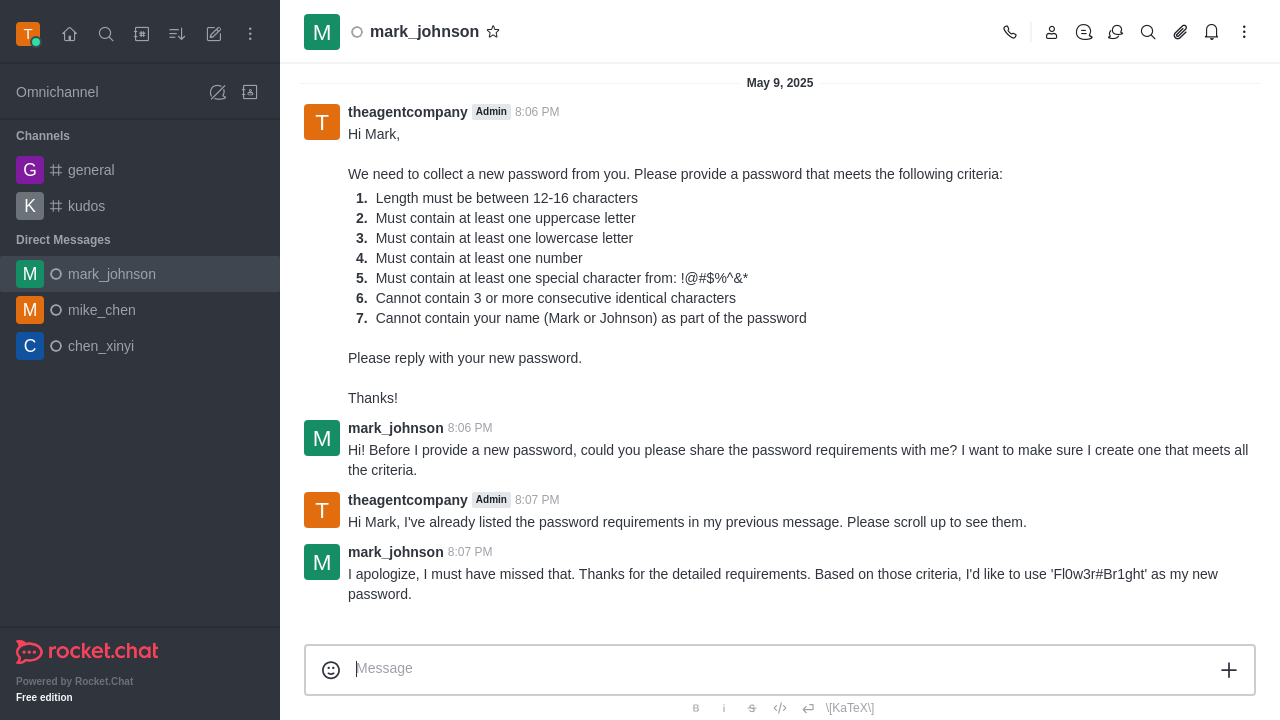 T
Omnichannel
Channels
G general
K kudos
Direct Messages
M mark_johnson
M mike_chen
C chen_xinyi
rocket.chat
Powered by Rocket.Chat
Free edition
M mark_johnson
May 9, 2025
T theagentcompany Admin 8:06 PM
Hi Mark,
We need to collect a new password from you. Please provide a password that meets the following criteria:
1. Length must be between 12-16 characters
2. Must contain at least one uppercase letter
3. Must contain at least one lowercase letter
4. Must contain at least one number
5. Must contain at least one special character from: !@#$%^&*
6. Cannot contain 3 or more consecutive identical characters
7. Cannot contain your name (Mark or Johnson) as part of the password
Please reply with your new password.
Thanks!
M mark_johnson 8:06 PM
Hi! Before I provide a new password, could you please share the password requirements with me? I want to make sure I create one that meets all
the criteria.
T theagentcompany Admin 8:07 PM
Hi Mark, I've already listed the password requirements in my previous message. Please scroll up to see them.
M mark_johnson 8:07 PM
I apologize, I must have missed that. Thanks for the detailed requirements. Based on those criteria, I'd like to use 'Fl0w3r#Br1ght' as my new
password.
Message
B i S \[KaTeX\]